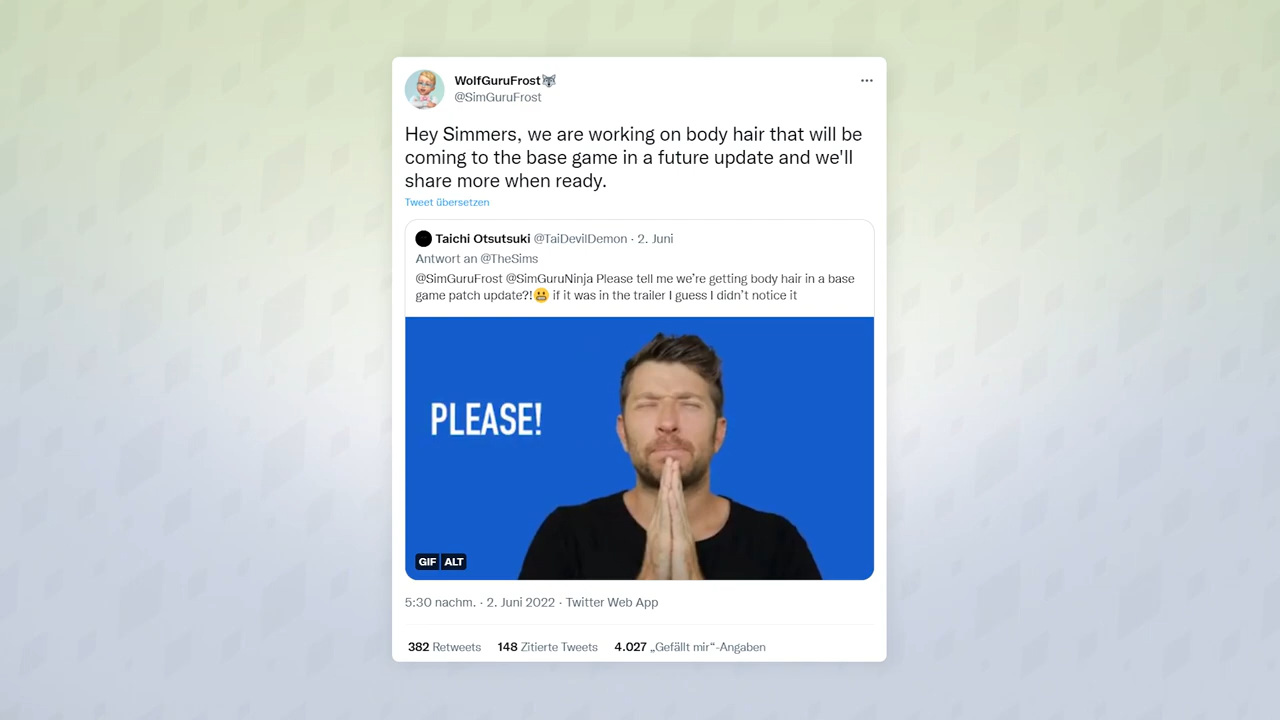 WolfGuruFrost🐺
@SimGuruFrost
Hey Simmers, we are working on body hair that will be
coming to the base game in a future update and we'll
share more when ready.
Tweet übersetzen
Taichi Otsutsuki @TaiDevilDemon · 2. Juni
Antwort an @TheSims
@SimGuruFrost @SimGuruNinja Please tell me we’re getting body hair in a base
game patch update?!😬 if it was in the trailer I guess I didn’t notice it
PLEASE!
GIF ALT
5:30 nachm. · 2. Juni 2022 · Twitter Web App
382 Retweets 148 Zitierte Tweets 4.027 „Gefällt mir“-Angaben